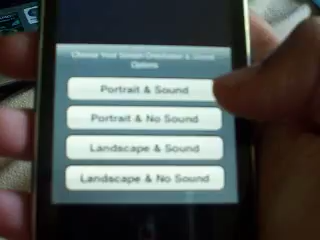 Choose Your Screen Orientation & Sound
Options
Portrait & Sound
Portrait & No Sound
Landscape & Sound
Landscape & No Sound